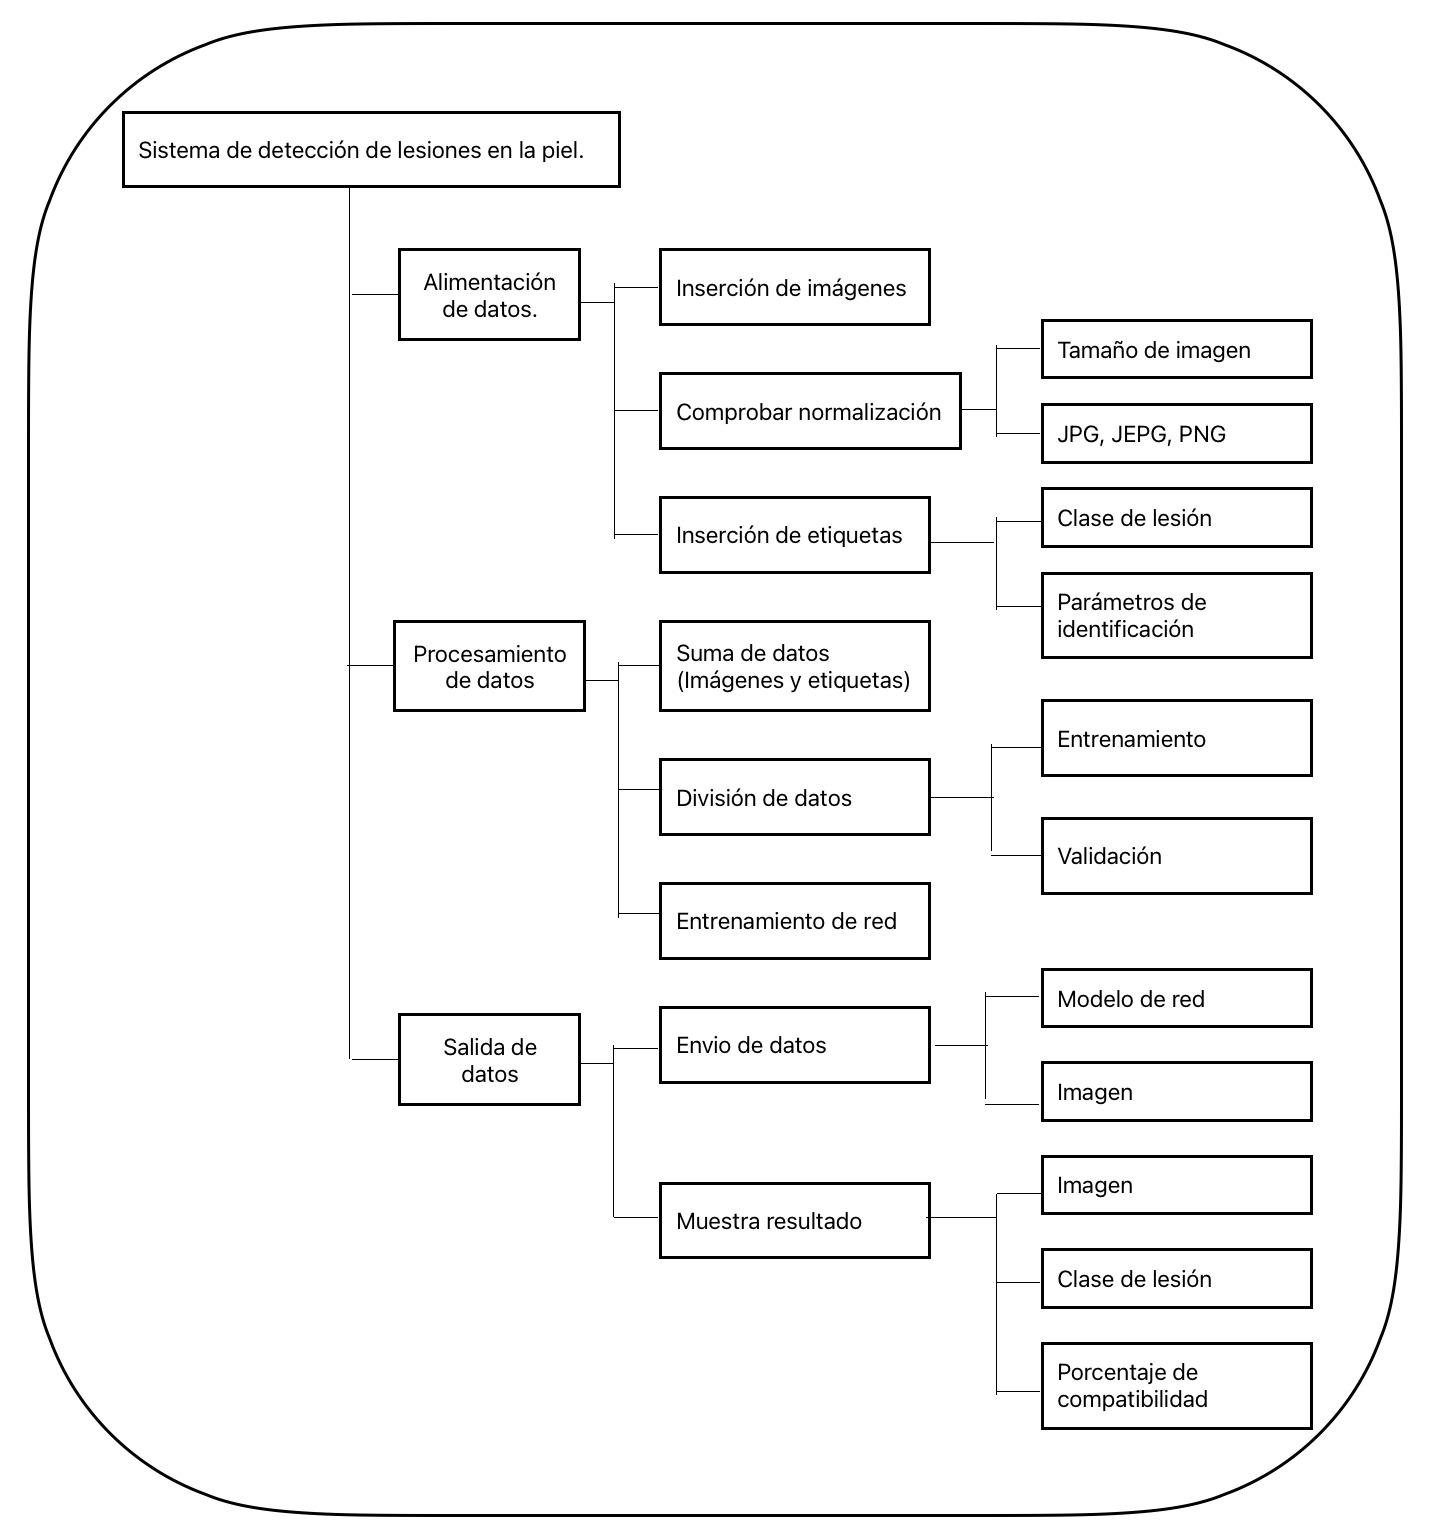 Sistema de detección de lesiones en la piel.
Alimentación
de datos.
Inserción de imágenes
Comprobar normalización
Tamaño de imagen
JPG, JEPG, PNG
Inserción de etiquetas
Clase de lesión
Parámetros de
identificación
Procesamiento
de datos
Suma de datos
(Imágenes y etiquetas)
División de datos
Entrenamiento
Validación
Entrenamiento de red
Salida de
datos
Envio de datos
Modelo de red
Imagen
Muestra resultado
Imagen
Clase de lesión
Porcentaje de
compatibilidad